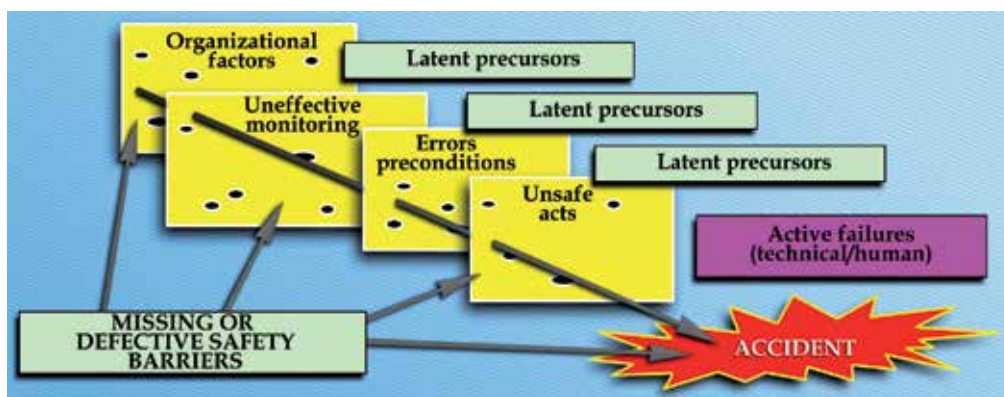 Organizational
factors
Latent precursors
Uneffective
monitoring
Latent precursors
Errors
preconditions
Latent precursors
Unsafe
acts
Active failures
(technical/human)
MISSING OR
DEFECTIVE SAFETY
BARRIERS
ACCIDENT